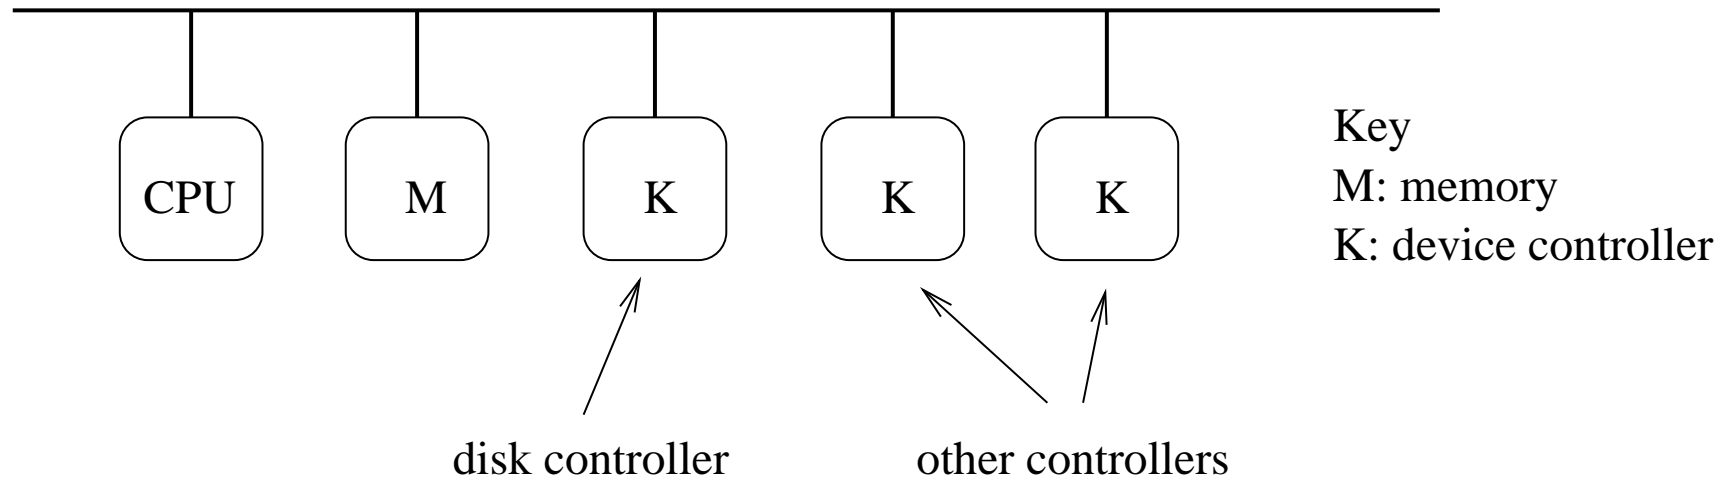 CPU
M
K
K
K
Key
M: memory
K: device controller
disk controller
other controllers